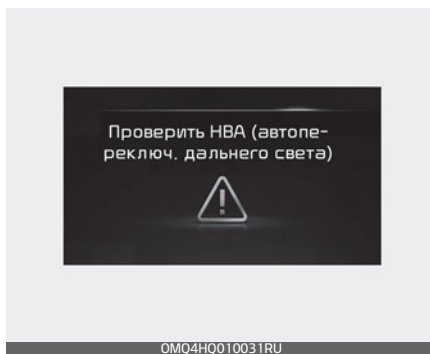 Проверить HBA (автопе-
реключ. дальнего света)
OMQ4HQ010031RU